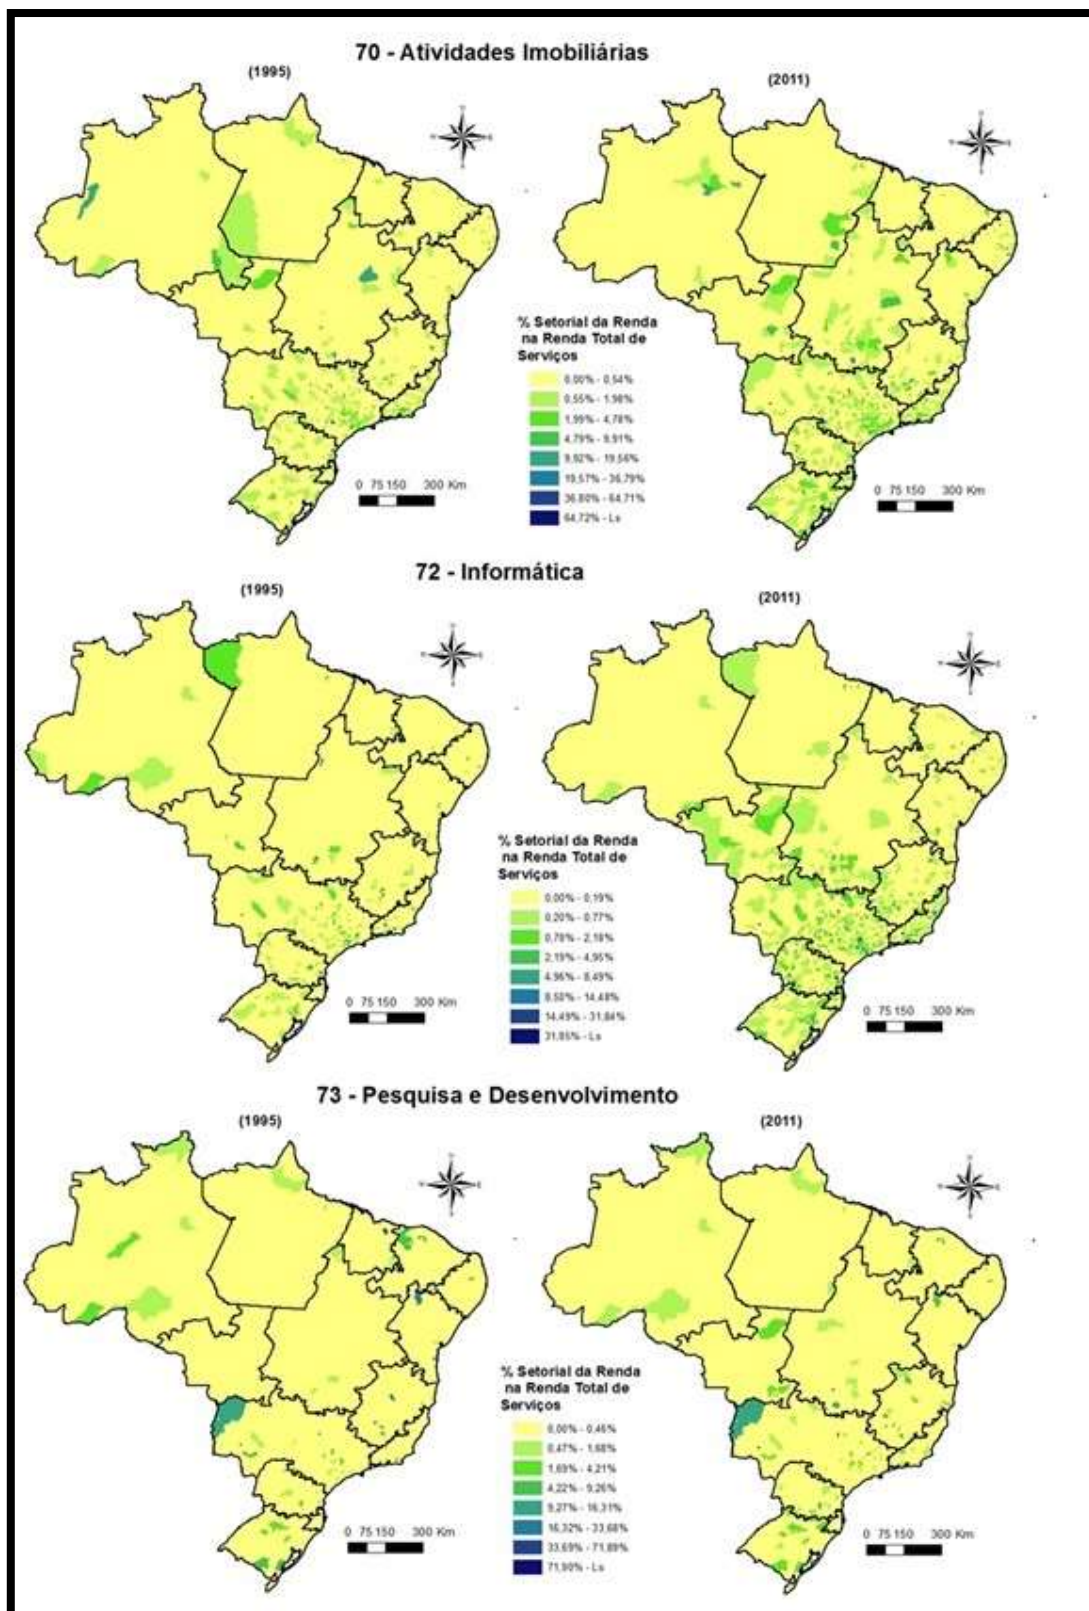 70 - Atividades Imobiliárias
(1995)
(2011)
% Setorial da Renda
na Renda Total de
Serviços
0,00% - 0,54%
0,55% - 1,98%
1,99% - 4,78%
4,79% - 9,91%
9,92% - 19,56%
19,57% - 36,79%
36,80% - 64,71%
64,72% - Ls
0 75 150 300 Km
0 75 150 300 Km
72 - Informática
(1995)
(2011)
% Setorial da Renda
na Renda Total de
Serviços
0,00% - 0,19%
0,20% - 0,77%
0,78% - 2,18%
2,19% - 4,95%
4,96% - 8,49%
8,50% - 14,48%
14,49% - 31,84%
31,85% - Ls
0 75 150 300 Km
0 75 150 300 Km
73 - Pesquisa e Desenvolvimento
(1995)
(2011)
% Setorial da Renda
na Renda Total de
Serviços
0,00% - 0,46%
0,47% - 1,68%
1,69% - 4,21%
4,22% - 9,26%
9,27% - 16,31%
16,32% - 33,68%
33,69% - 71,89%
71,90% - Ls
0 75 150 300 Km
0 75 150 300 Km